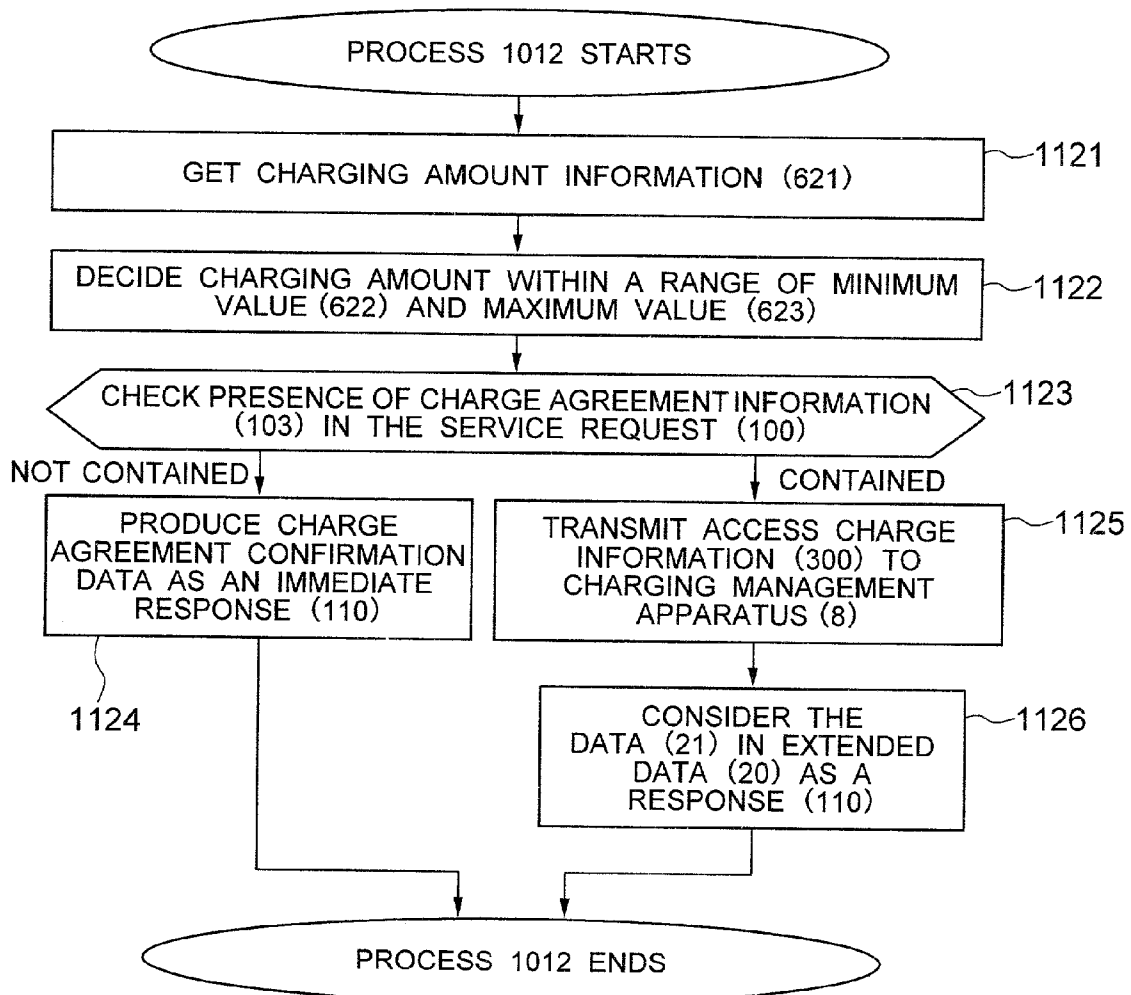 PROCESS 1012 STARTS
GET CHARGING AMOUNT INFORMATION (621)
1121
DECIDE CHARGING AMOUNT WITHIN A RANGE OF MINIMUM
VALUE (622) AND MAXIMUM VALUE (623)
1122
CHECK PRESENCE OF CHARGE AGREEMENT INFORMATION
(103) IN THE SERVICE REQUEST (100)
1123
NOT CONTAINED
CONTAINED
PRODUCE CHARGE
AGREEMENT CONFIRMATION
DATA AS AN IMMEDIATE
RESPONSE (110)
1124
TRANSMIT ACCESS CHARGE
INFORMATION (300) TO
CHARGING MANAGEMENT
APPARATUS (8)
1125
CONSIDER THE
DATA (21) IN EXTENDED
DATA (20) AS A
RESPONSE (110)
1126
PROCESS 1012 ENDS